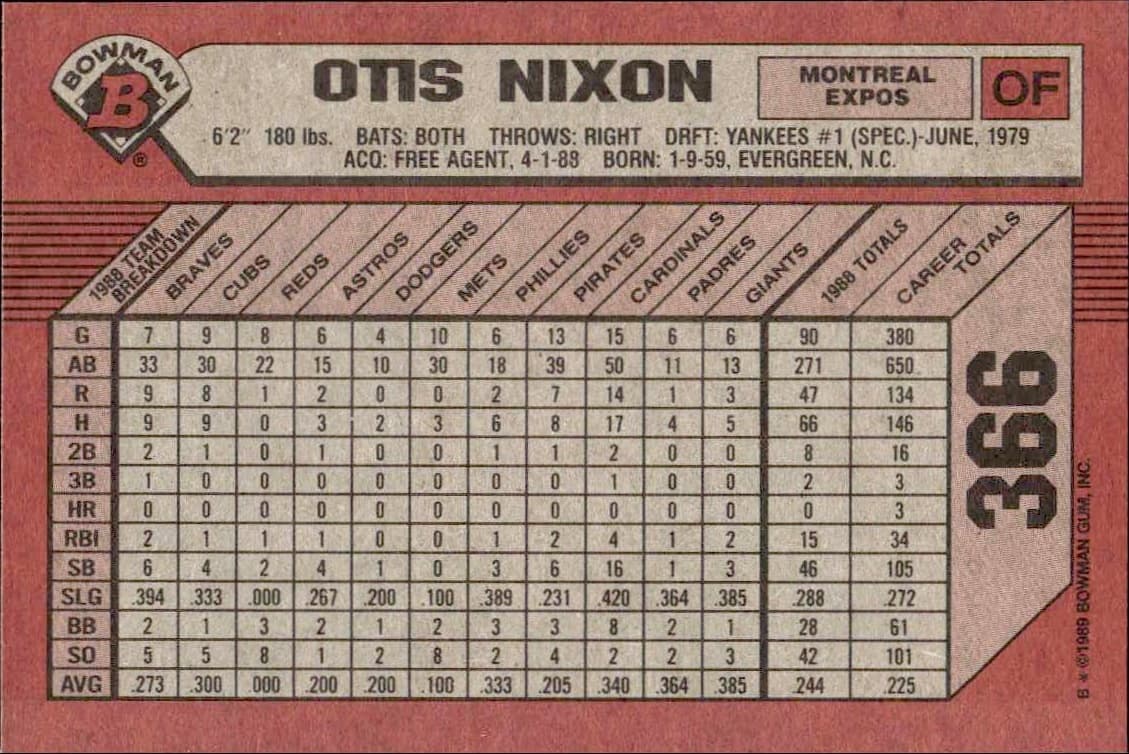 BOWMAN
B
®
OTIS NIXON
MONTREAL
EXPOS
OF
6'2" 180 lbs. BATS: BOTH THROWS: RIGHT DRFT: YANKEES #1 (SPEC.)-JUNE, 1979
ACQ: FREE AGENT, 4-1-88 BORN: 1-9-59, EVERGREEN, N.C.
1988 TEAM
BREAKDOWN BRAVES CUBS REDS ASTROS DODGERS METS PHILLIES PIRATES CARDINALS PADRES GIANTS 1988 TOTALS CAREER
TOTALS
G 7 9 8 6 4 10 6 13 15 6 6 90 380
AB 33 30 22 15 10 30 18 39 50 11 13 271 650
R 9 8 1 2 0 0 2 7 14 1 3 47 134
H 9 9 0 3 2 3 6 8 17 4 5 66 146
2B 2 1 0 1 0 0 1 1 2 0 0 8 16
3B 1 0 0 0 0 0 0 0 1 0 0 2 3
HR 0 0 0 0 0 0 0 0 0 0 0 0 3
RBI 2 1 1 1 0 0 1 2 4 1 2 15 34
SB 6 4 2 4 1 0 3 6 16 1 3 46 105
SLG .394 .333 .000 .267 .200 .100 .389 .231 .420 .364 .385 .288 .272
BB 2 1 3 2 1 2 3 3 8 2 1 28 61
SO 5 5 8 1 2 8 2 4 2 2 3 42 101
AVG .273 .300 .000 .200 .200 .100 .333 .205 .340 .364 .385 .244 .225
366
B * ©1989 BOWMAN GUM, INC.